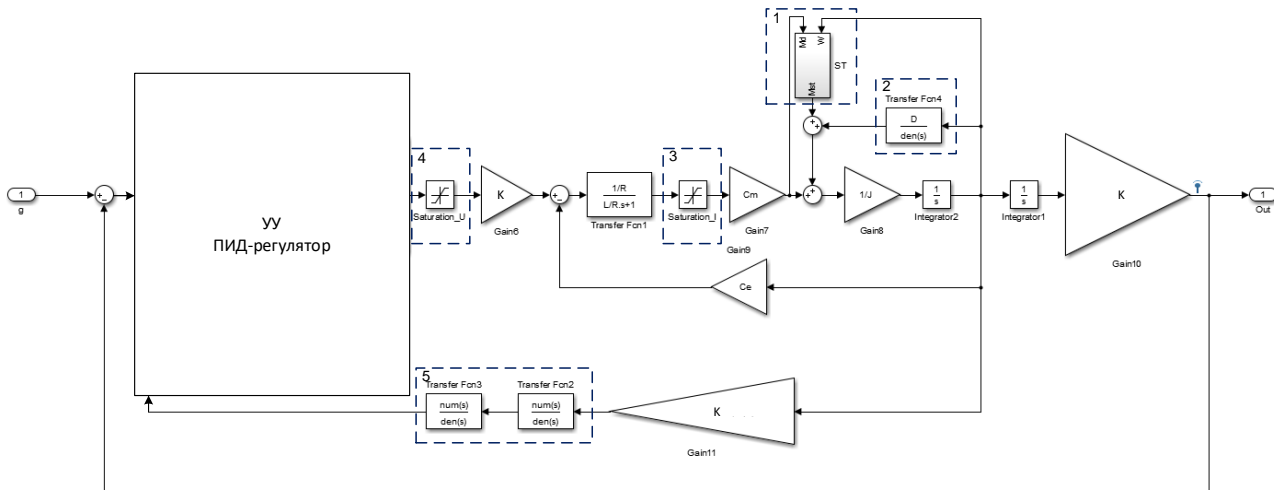 1
g
УУ
ПИД-регулятор
4
Saturation_U
K
Gain6
1/R
L/R.s+1
Transfer Fcn1
3
Saturation_I
Cm
Gain7
Gain9
1
Md
W
Mst
ST
2
Transfer Fcn4
D
den(s)
1/J
Gain8
1
s
Integrator2
1
s
Integrator1
K
Gain10
1
Out
Ce
5
Transfer Fcn3
num(s)
den(s)
Transfer Fcn2
num(s)
den(s)
K
Gain11